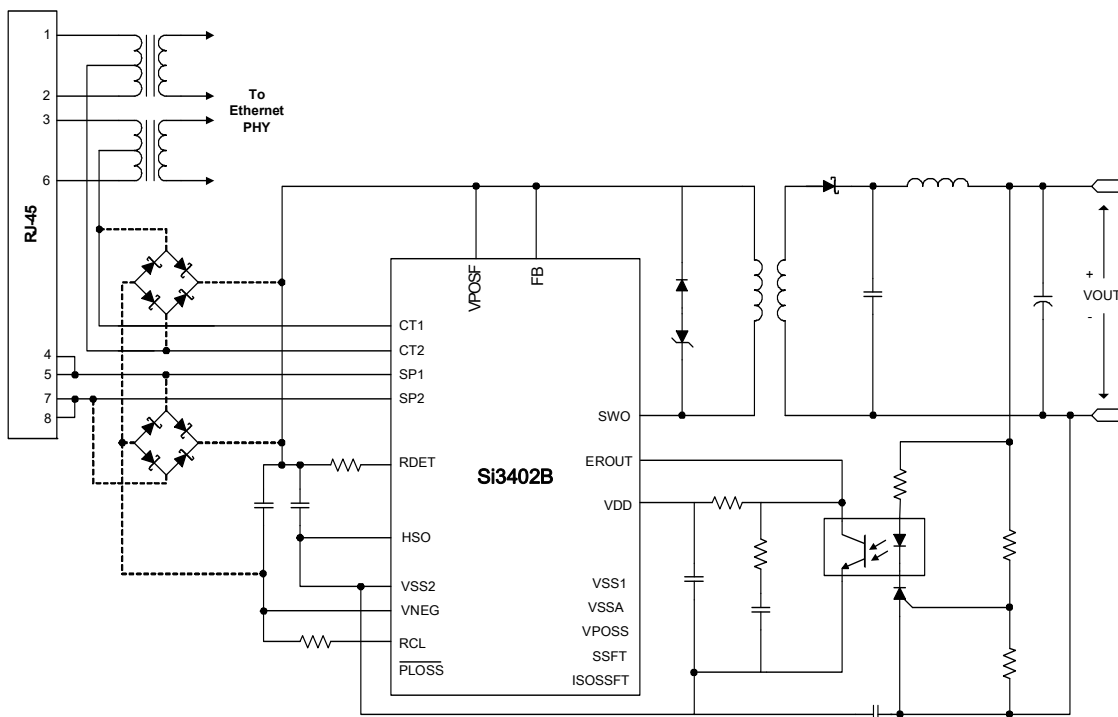 1
2
3
6
RJ-45
4
5
7
8
To
Ethernet
PHY
VPOSF
FB
CT1
CT2
SP1
SP2
RDET
HSO
VSS2
VNEG
RCL
PLOSS
Si3402B
SWO
EROUT
VDD
VSS1
VSSA
VPOSS
SSFT
ISOSSFT
+
VOUT
-